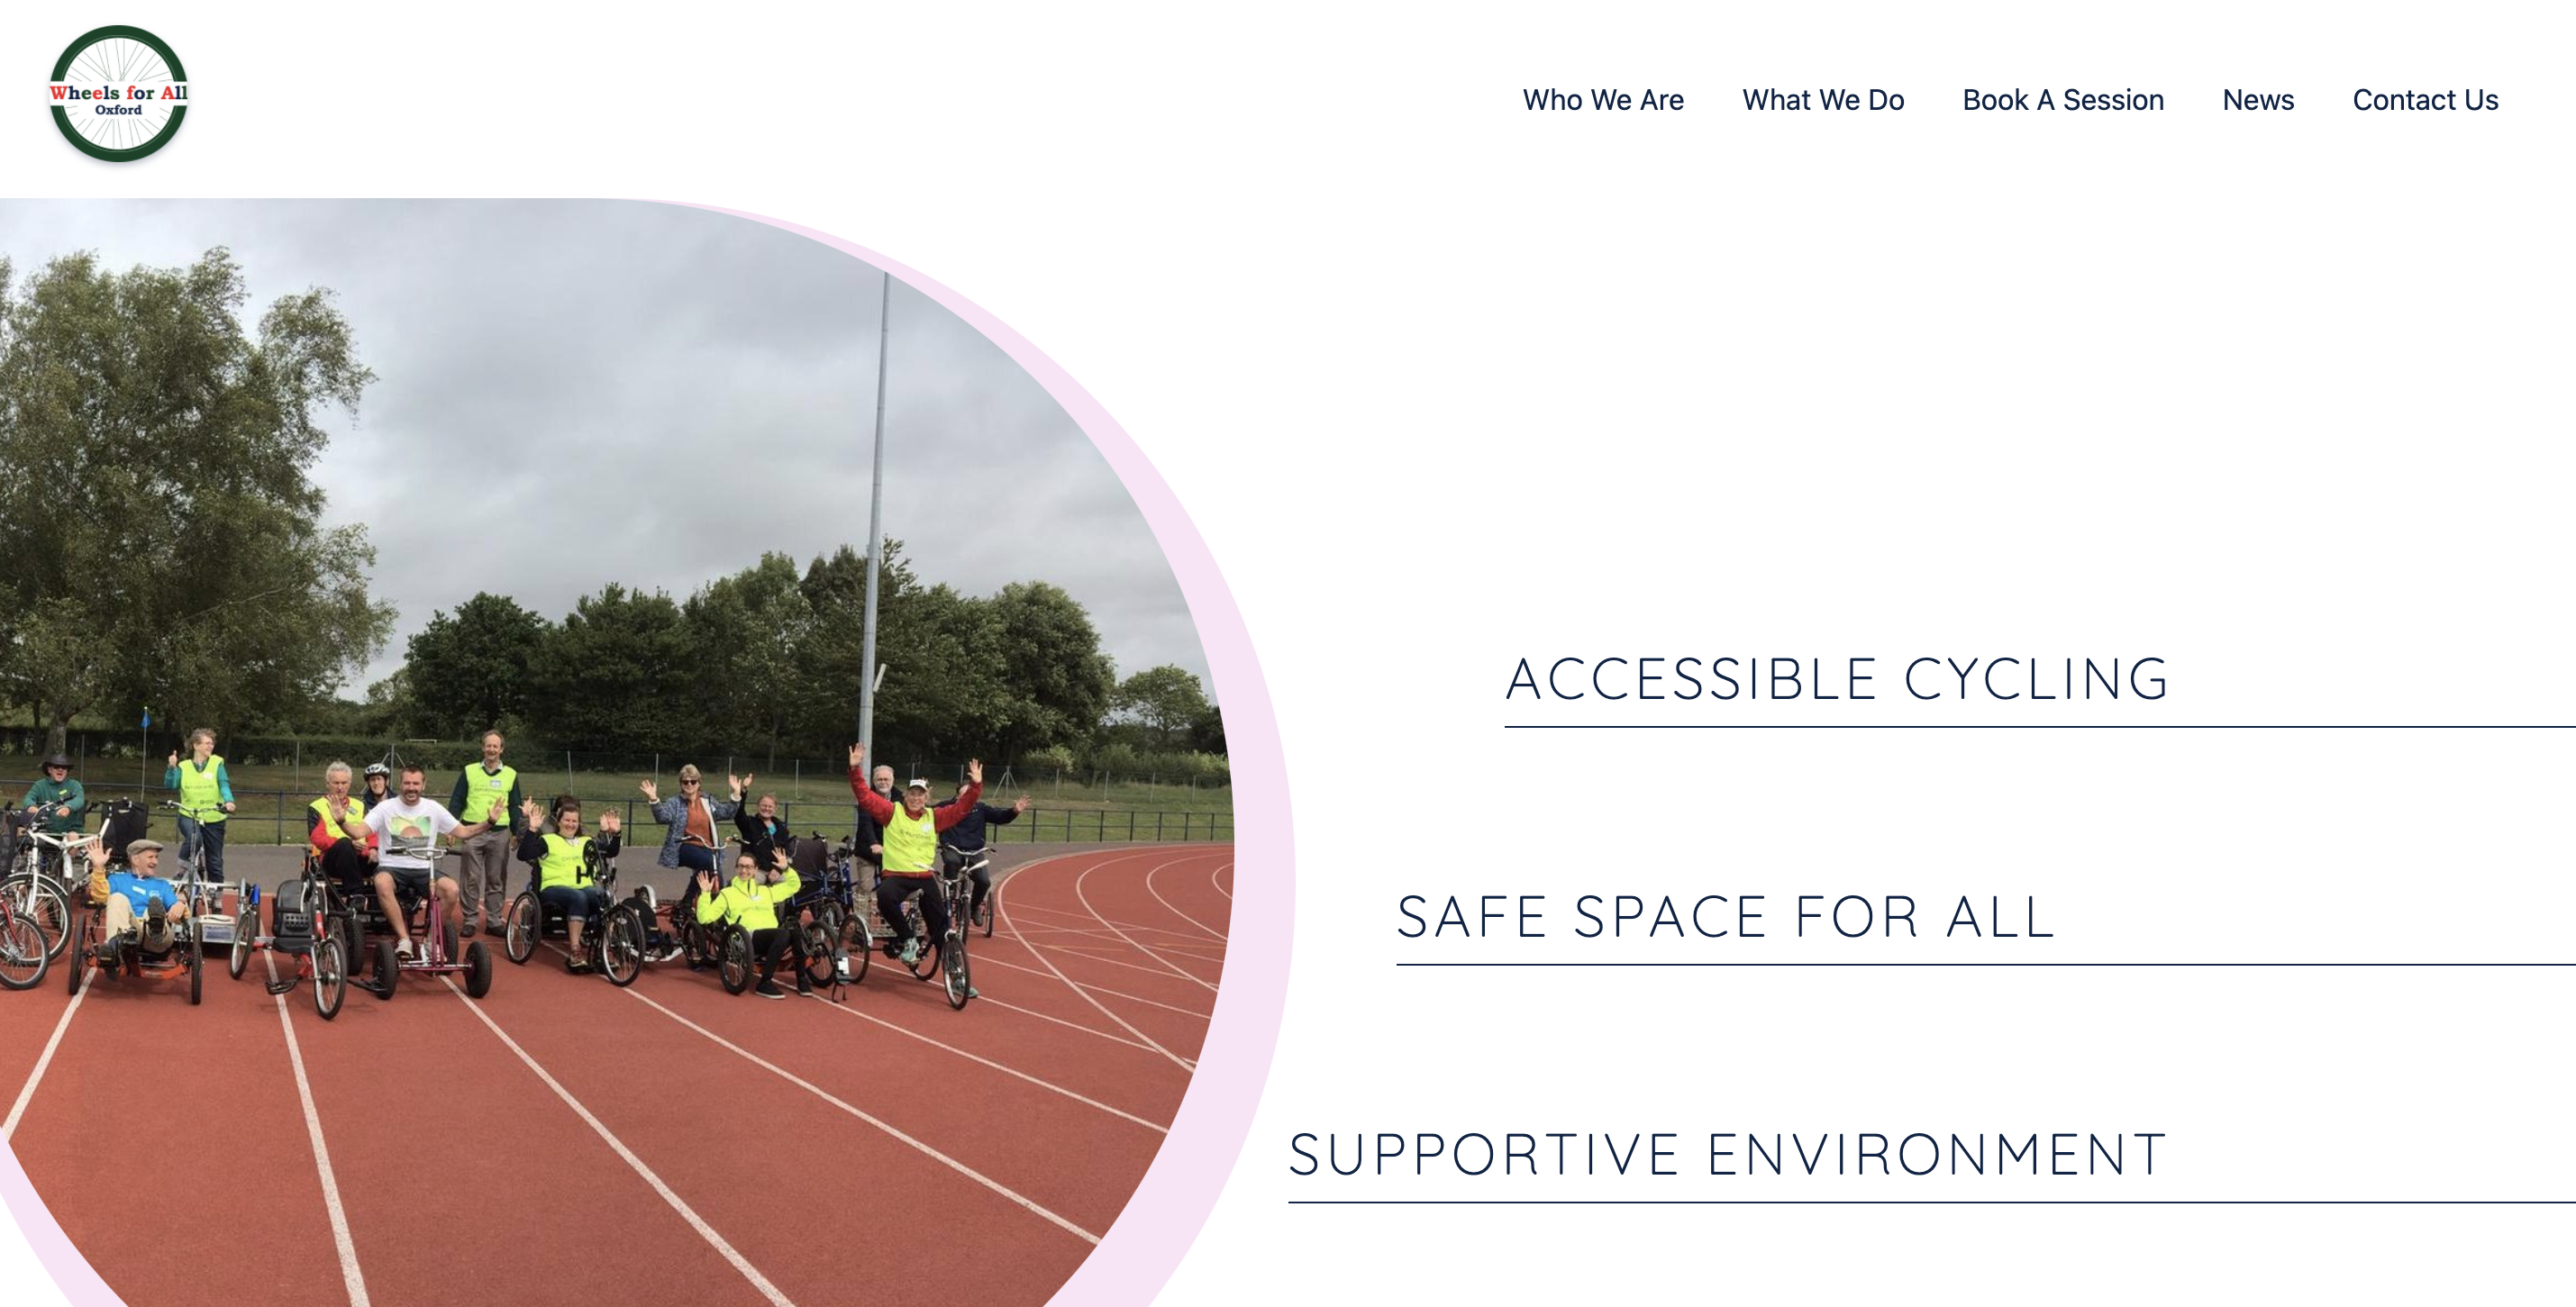 Wheels for All
Oxford
Who We Are
What We Do
Book A Session
News
Contact Us
ACCESSIBLE CYCLING
SAFE SPACE FOR ALL
SUPPORTIVE ENVIRONMENT